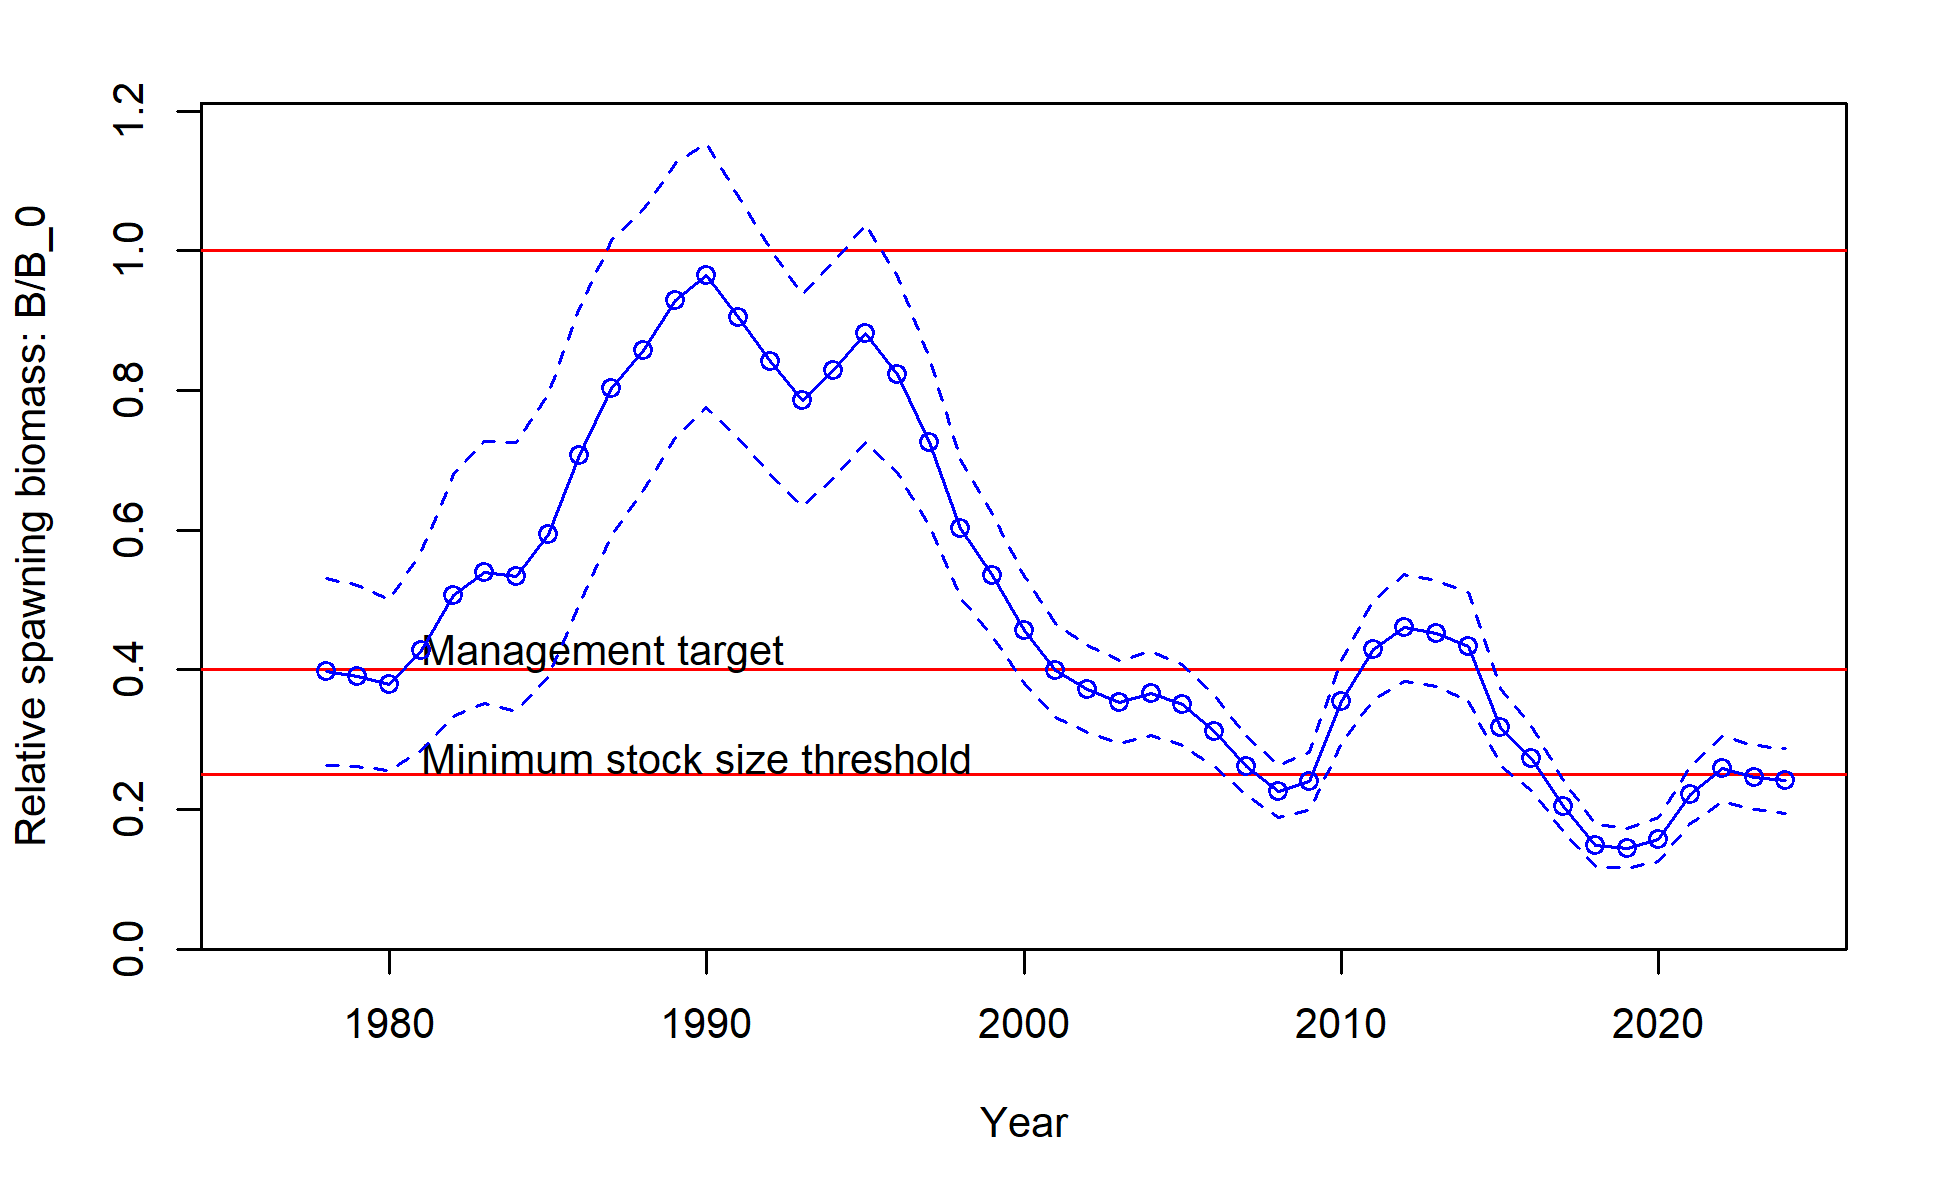 Relative spawning biomass: B/B_0
1.2
1.0
0.8
0.6
0.4
0.2
0.0
Management target
Minimum stock size threshold
1980 1990 2000 2010 2020
Year